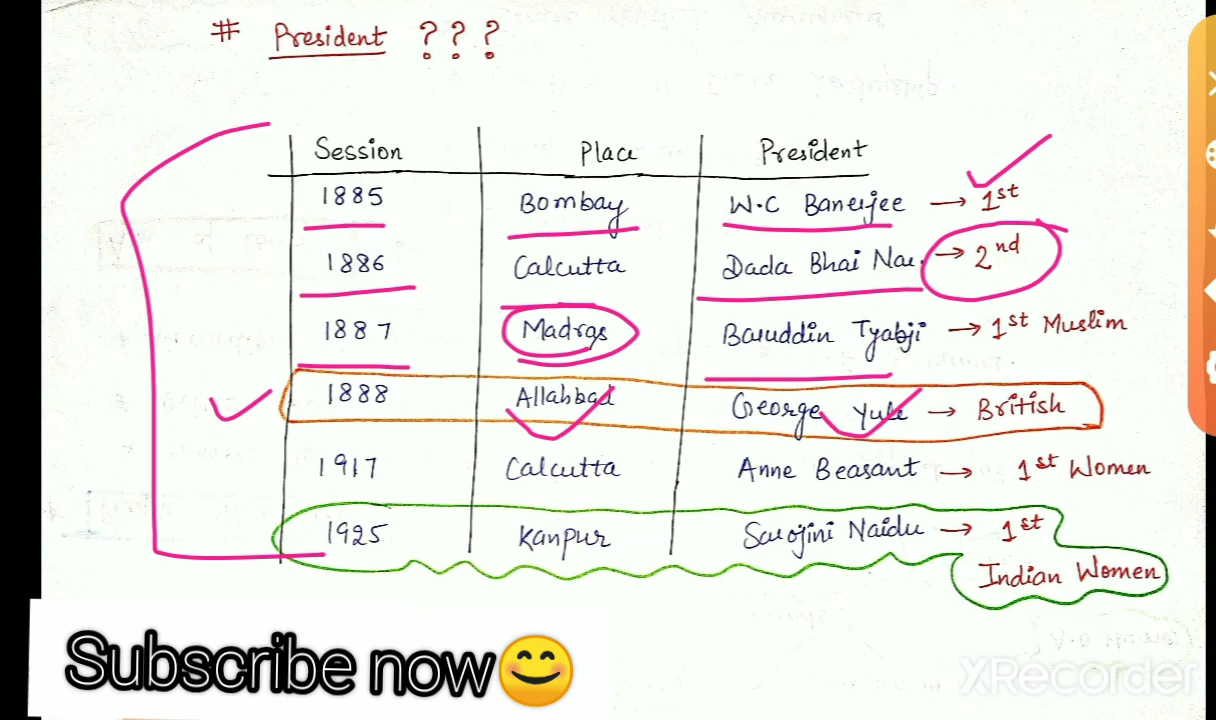 # President ???
Session Place President
1885 Bombay W.C Banerjee → 1st
1886 Calcutta Dada Bhai Nau. → 2nd
1887 Madras Baruddin Tyabji → 1st Muslim
1888 Allahbad George Yule → British
1917 Calcutta Anne Beasant → 1st Women
1925 Kanpur Sarojini Naidu → 1st
Indian Women
Subscribe now😊
XRecorder